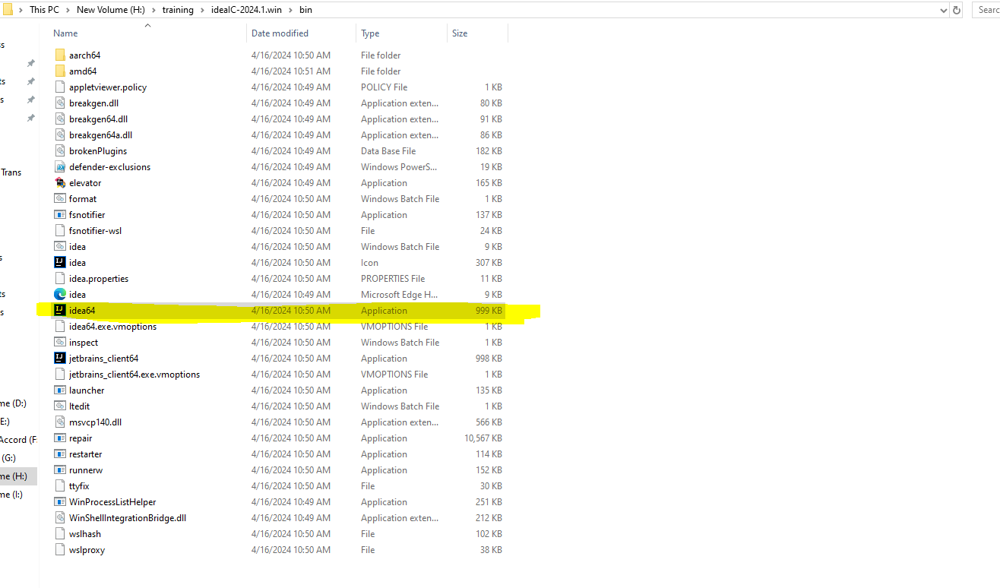 This PC > New Volume (H:) > training > ideaIC-2024.1.win > bin Searc
Name Date modified Type Size
aarch64 4/16/2024 10:50 AM File folder
amd64 4/16/2024 10:51 AM File folder
appletviewer.policy 4/16/2024 10:49 AM POLICY File 1 KB
breakgen.dll 4/16/2024 10:49 AM Application exten... 80 KB
breakgen64.dll 4/16/2024 10:49 AM Application exten... 91 KB
breakgen64a.dll 4/16/2024 10:49 AM Application exten... 86 KB
brokenPlugins 4/16/2024 10:49 AM Data Base File 182 KB
defender-exclusions 4/16/2024 10:49 AM Windows PowerS... 19 KB
elevator 4/16/2024 10:49 AM Application 165 KB
format 4/16/2024 10:50 AM Windows Batch File 1 KB
fsnotifier 4/16/2024 10:50 AM Application 137 KB
fsnotifier-wsl 4/16/2024 10:50 AM File 24 KB
idea 4/16/2024 10:50 AM Windows Batch File 9 KB
idea 4/16/2024 10:50 AM Icon 307 KB
idea.properties 4/16/2024 10:50 AM PROPERTIES File 11 KB
idea 4/16/2024 10:49 AM Microsoft Edge H... 9 KB
idea64 4/16/2024 10:50 AM Application 999 KB
idea64.exe.vmoptions 4/16/2024 10:50 AM VMOPTIONS File 1 KB
inspect 4/16/2024 10:50 AM Windows Batch File 1 KB
jetbrains_client64 4/16/2024 10:50 AM Application 998 KB
jetbrains_client64.exe.vmoptions 4/16/2024 10:50 AM VMOPTIONS File 1 KB
launcher 4/16/2024 10:50 AM Application 135 KB
ltedit 4/16/2024 10:50 AM Windows Batch File 1 KB
msvcp140.dll 4/16/2024 10:50 AM Application exten... 566 KB
repair 4/16/2024 10:50 AM Application 10,567 KB
restarter 4/16/2024 10:50 AM Application 114 KB
runnerw 4/16/2024 10:50 AM Application 152 KB
ttyfix 4/16/2024 10:50 AM File 30 KB
WinProcessListHelper 4/16/2024 10:49 AM Application 251 KB
WinShellIntegrationBridge.dll 4/16/2024 10:49 AM Application exten... 212 KB
wslhash 4/16/2024 10:50 AM File 102 KB
wslproxy 4/16/2024 10:50 AM File 38 KB
ss
ts
s
Trans
s
ts
s
me (D:)
E:)
Accord (F:
(G:)
me (H:)
me (I:)